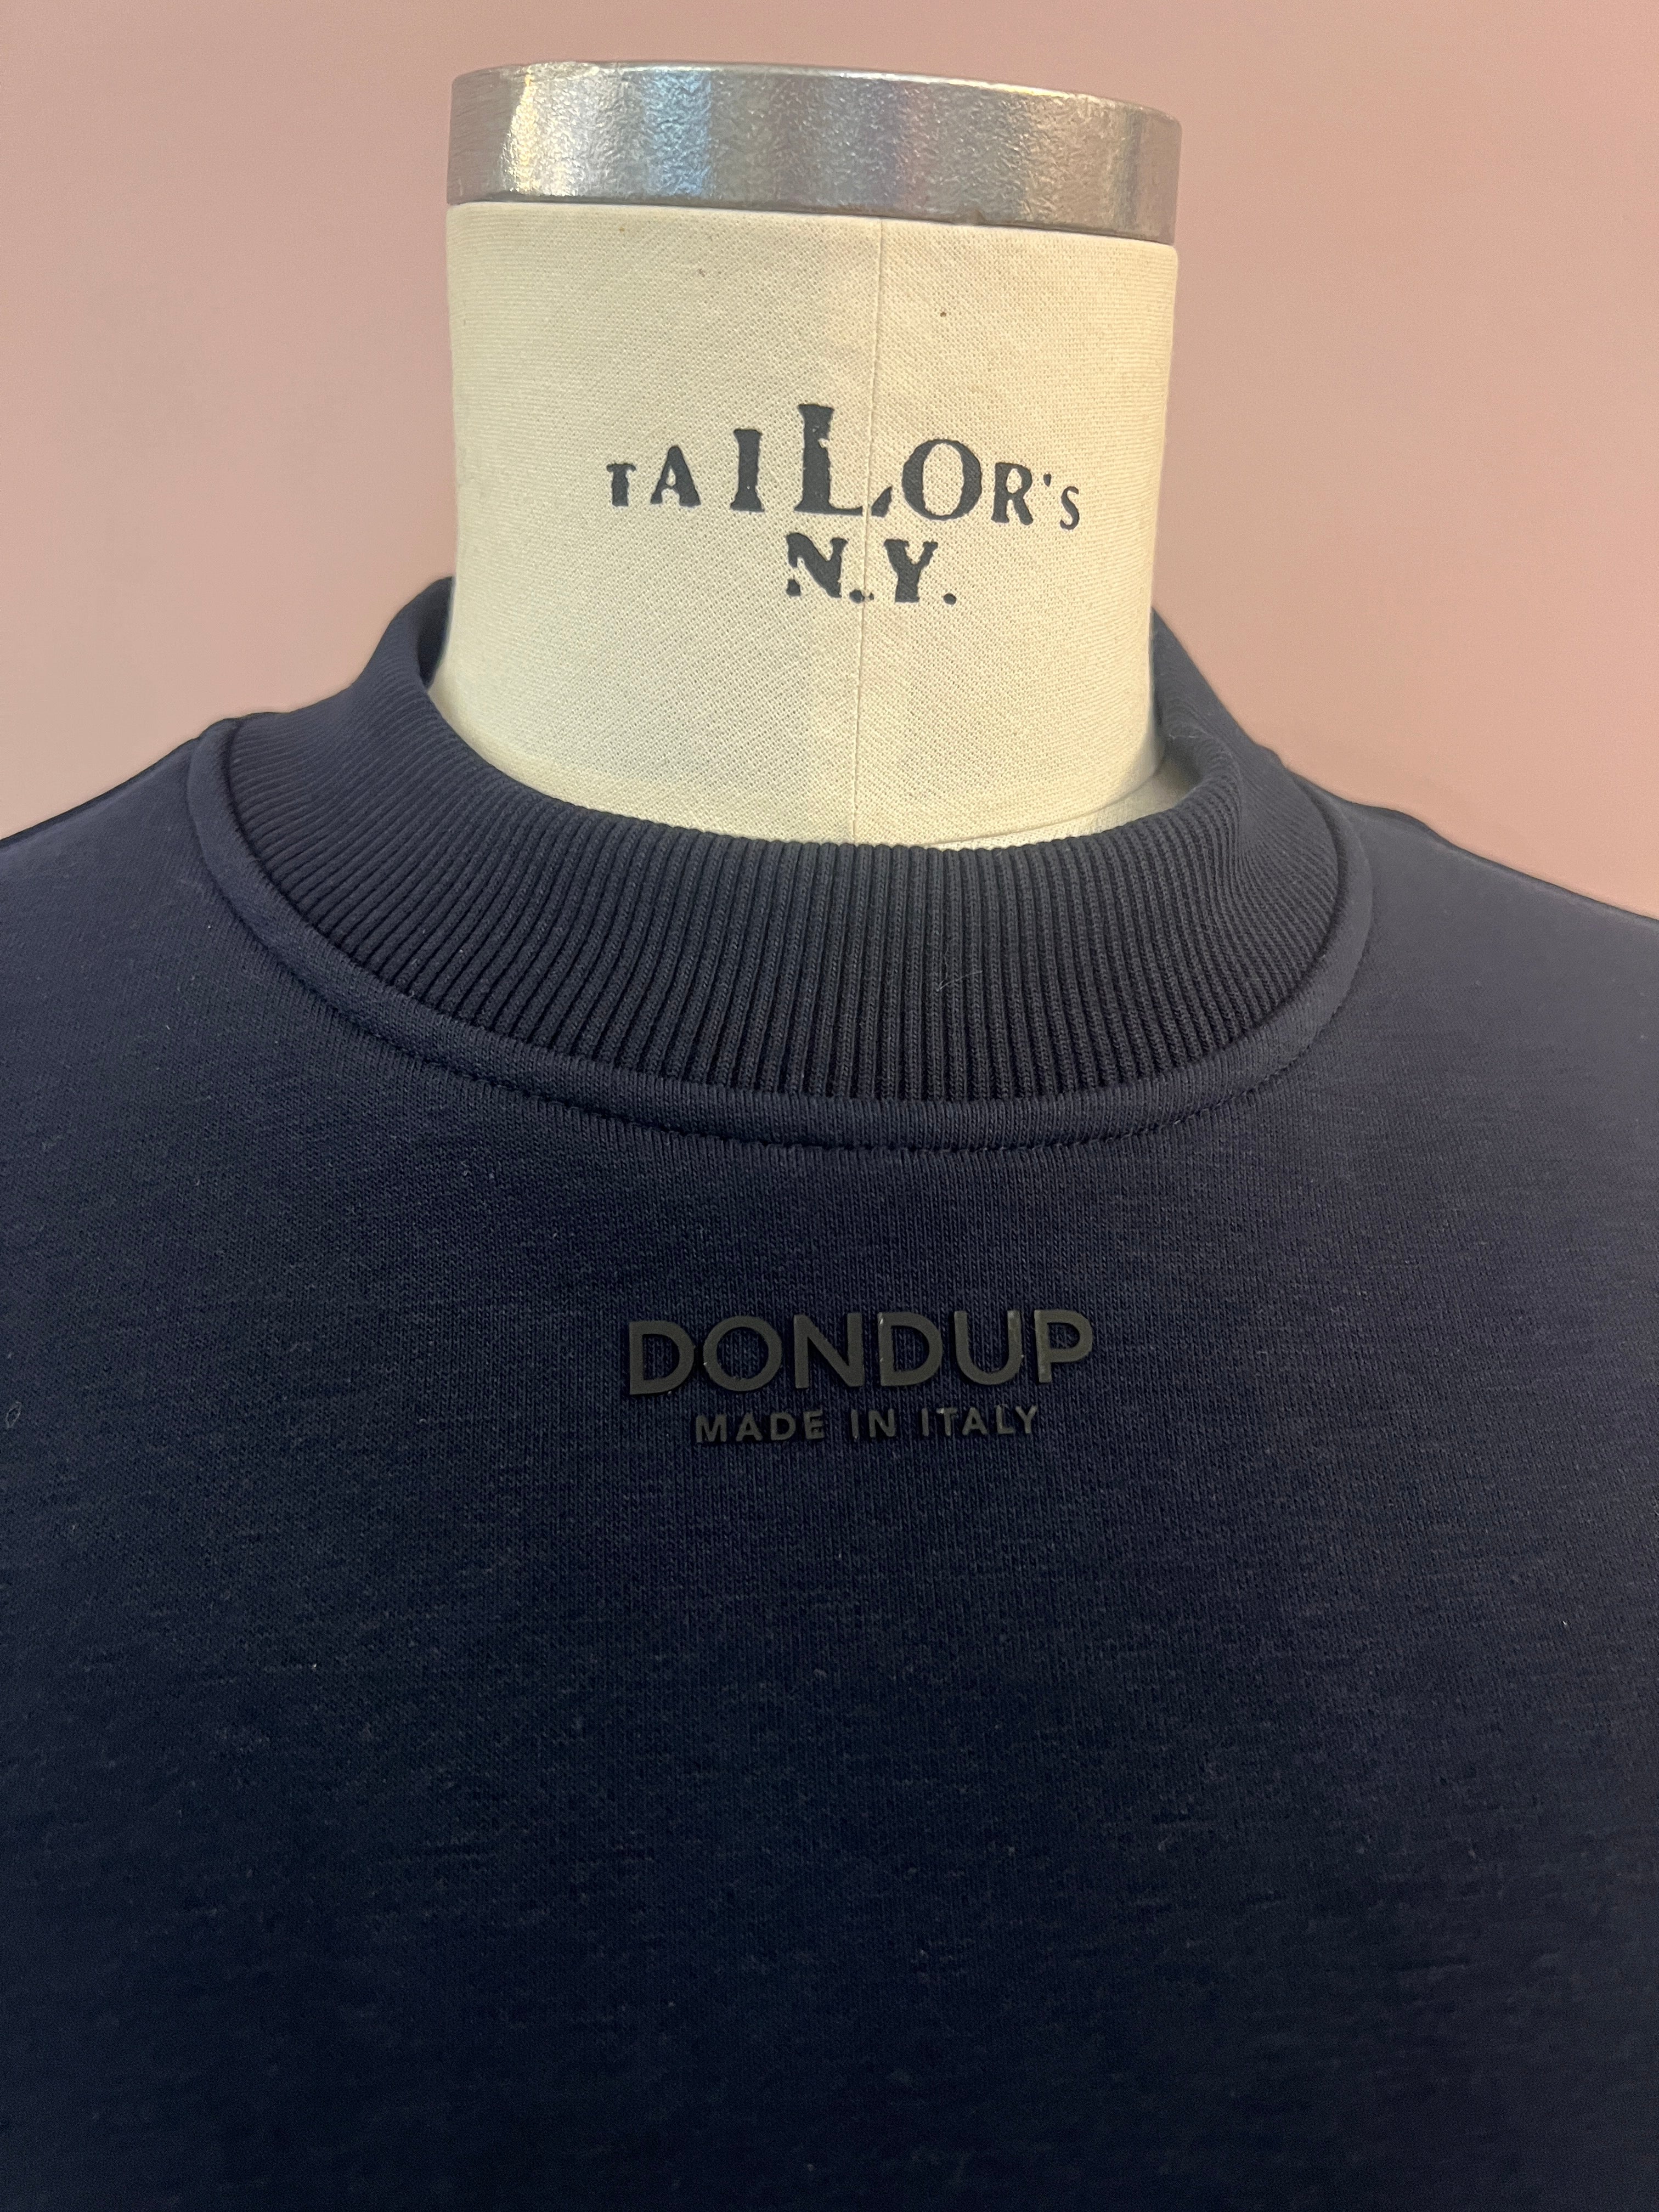 TAILOR'S
N.Y.
DONDUP
MADE IN ITALY